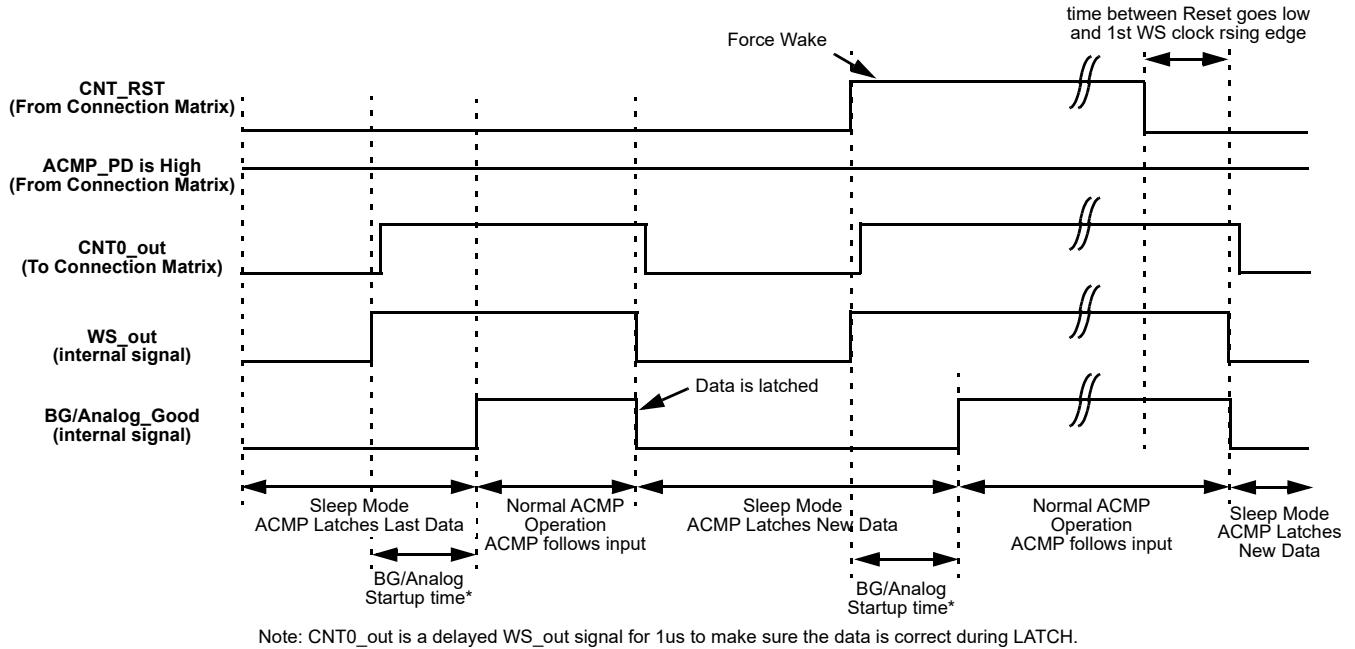 time between Reset goes low
and 1st WS clock rsing edge
Force Wake
CNT_RST
(From Connection Matrix)
ACMP_PD is High
(From Connection Matrix)
CNT0_out
(To Connection Matrix)
WS_out
(internal signal)
Data is latched
BG/Analog_Good
(internal signal)
Sleep Mode
ACMP Latches Last Data
Normal ACMP
Operation
ACMP follows input
Sleep Mode
ACMP Latches New Data
Normal ACMP
Operation
ACMP follows input
Sleep Mode
ACMP Latches
New Data
BG/Analog
Startup time*
BG/Analog
Startup time*
Note: CNT0_out is a delayed WS_out signal for 1us to make sure the data is correct during LATCH.